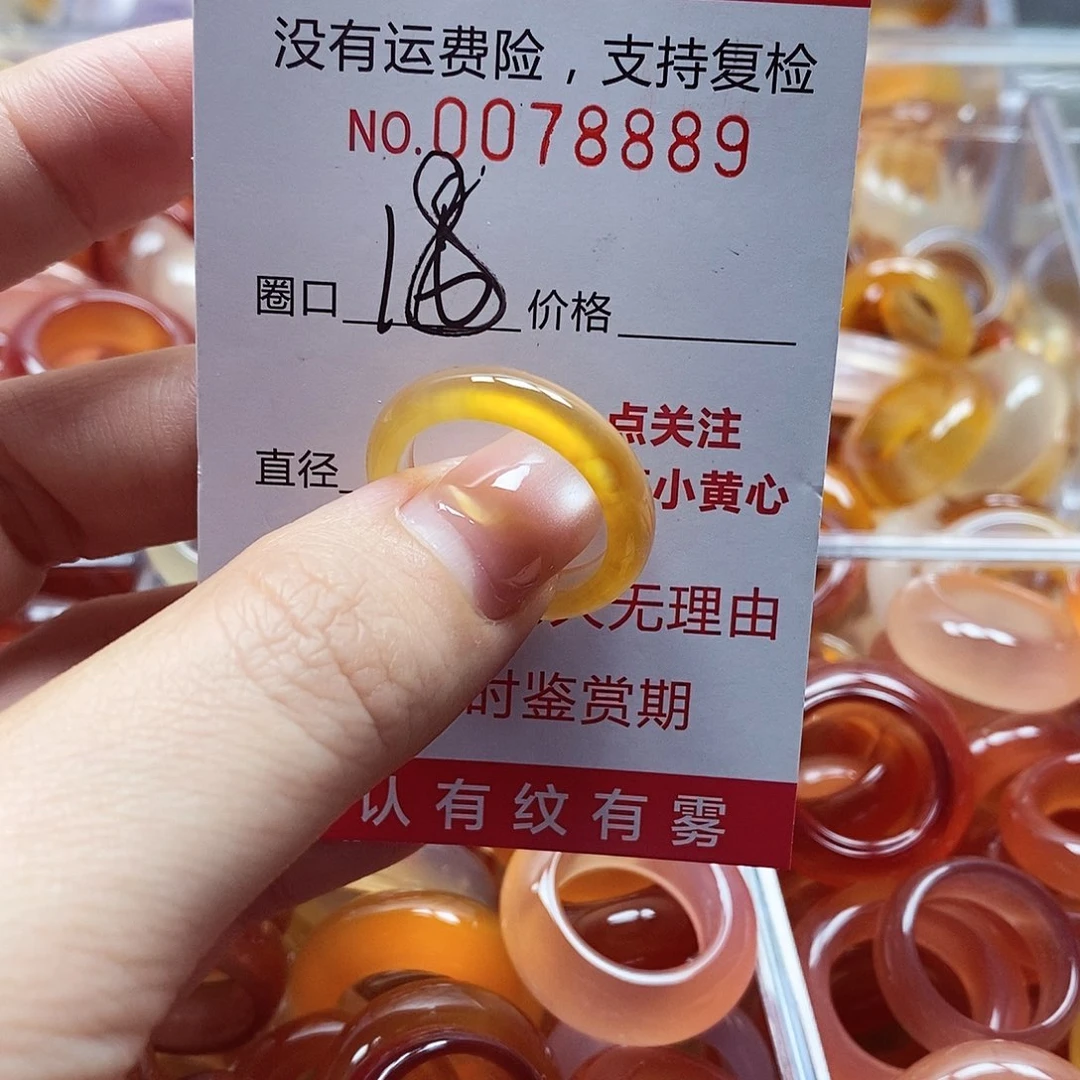 没有运费险，支持复检
NO.0078889
圈口 18 价格
直径 点关注
小黄心
无理由
时鉴赏期
认有纹有雾